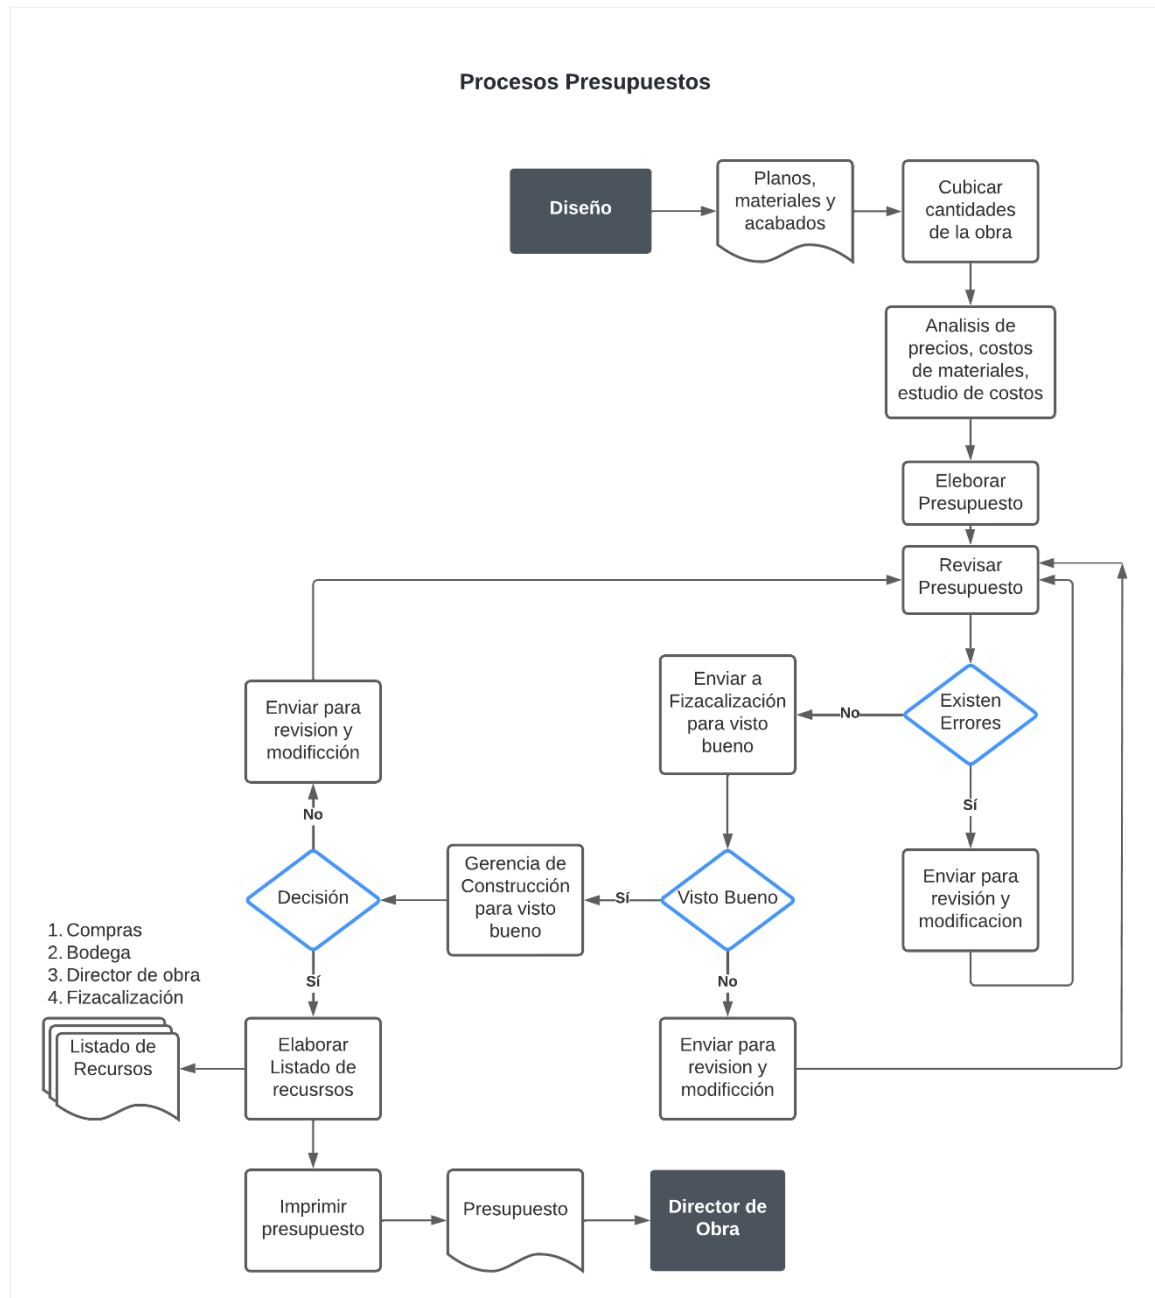 Procesos Presupuestos
Diseño
Planos,
materiales y
acabados
Cubicar
cantidades
de la obra
Analisis de
precios, costos
de materiales,
estudio de costos
Eleborar
Presupuesto
Revisar
Presupuesto
Existen
Errores
No
Sí
Enviar a
Fizacalización
para visto
bueno
Enviar para
revisión y
modificacion
Visto Bueno
Sí
No
Enviar para
revision y
modificción
Gerencia de
Construcción
para visto
bueno
Decisión
No
Sí
Enviar para
revision y
modificción
Elaborar
Listado de
recusrsos
1. Compras
2. Bodega
3. Director de obra
4. Fizacalización
Listado de
Recursos
Imprimir
presupuesto
Presupuesto
Director de
Obra